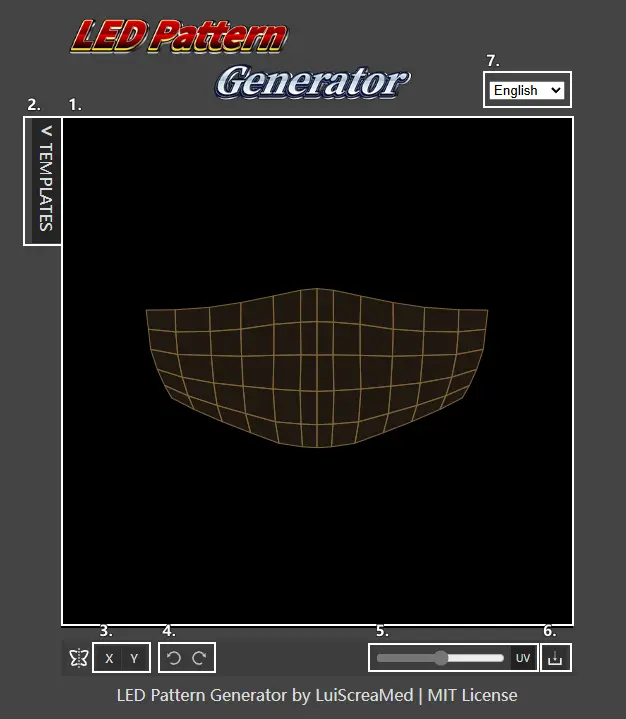 LED Pattern
Generator
7.
English
2.
1.
< TEMPLATES
3.
4.
5.
6.
X
Y
UV
LED Pattern Generator by LuiScreaMed | MIT License